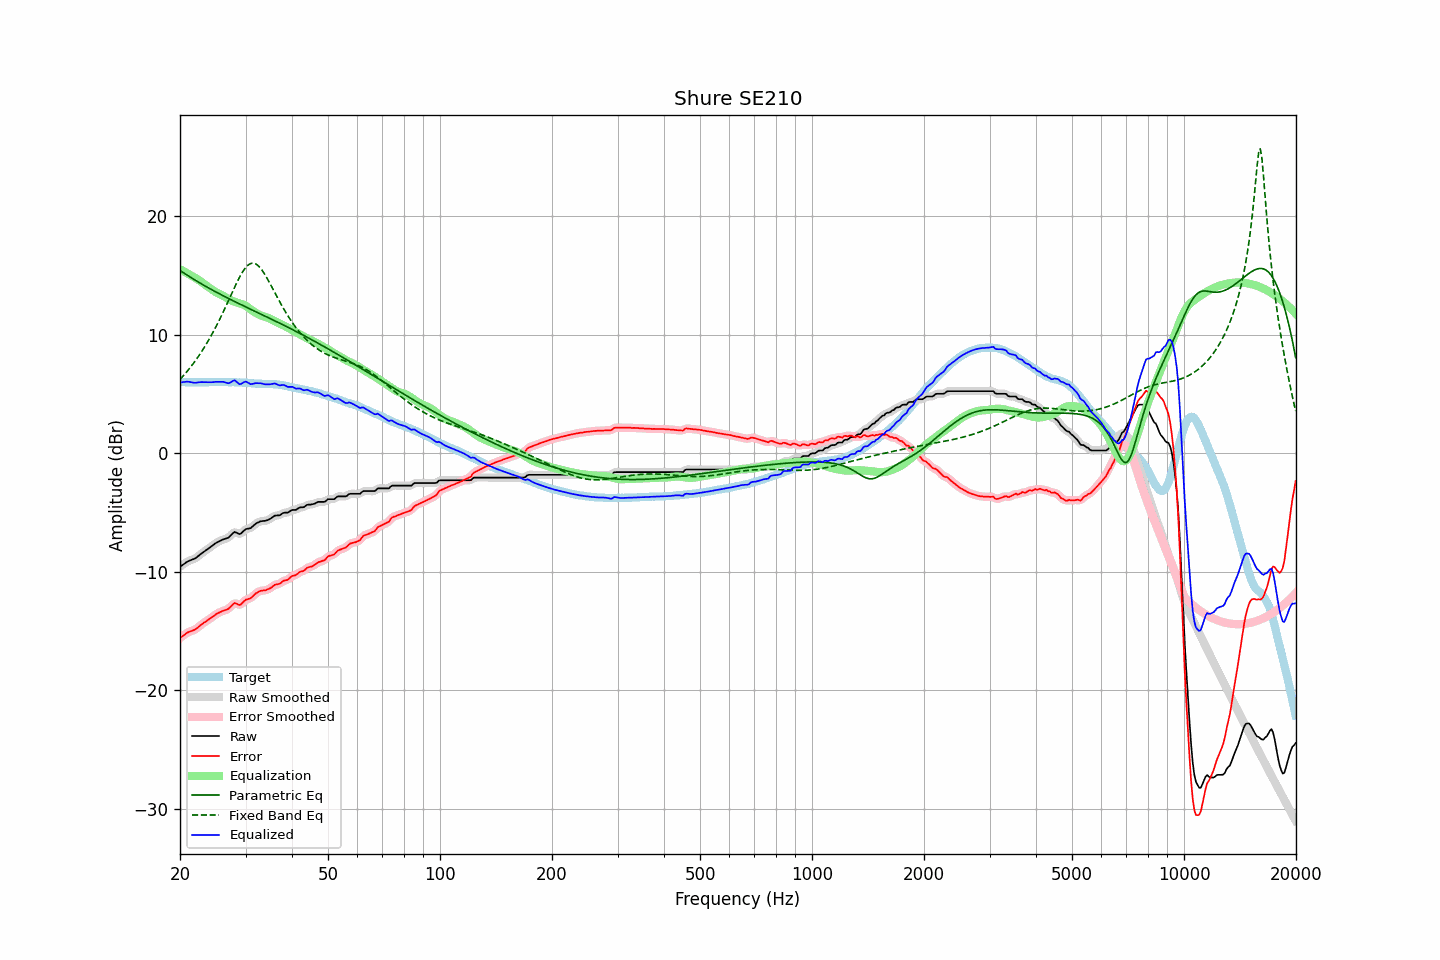 Shure SE210
Amplitude (dBr)
20
10
0
−10
−20
−30
Target
Raw Smoothed
Error Smoothed
Raw
Error
Equalization
Parametric Eq
Fixed Band Eq
Equalized
20 50 100 200 500 1000 2000 5000 10000 20000
Frequency (Hz)